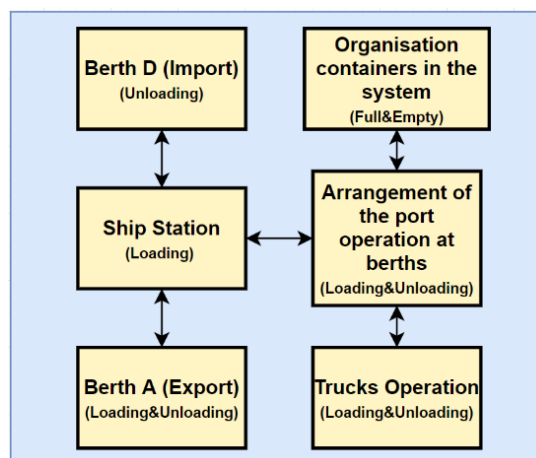 Berth D (Import)
(Unloading)
Organisation
containers in the
system
(Full&Empty)
Ship Station
(Loading)
Arrangement of
the port
operation at
berths
(Loading&Unloading)
Berth A (Export)
(Loading&Unloading)
Trucks Operation
(Loading&Unloading)